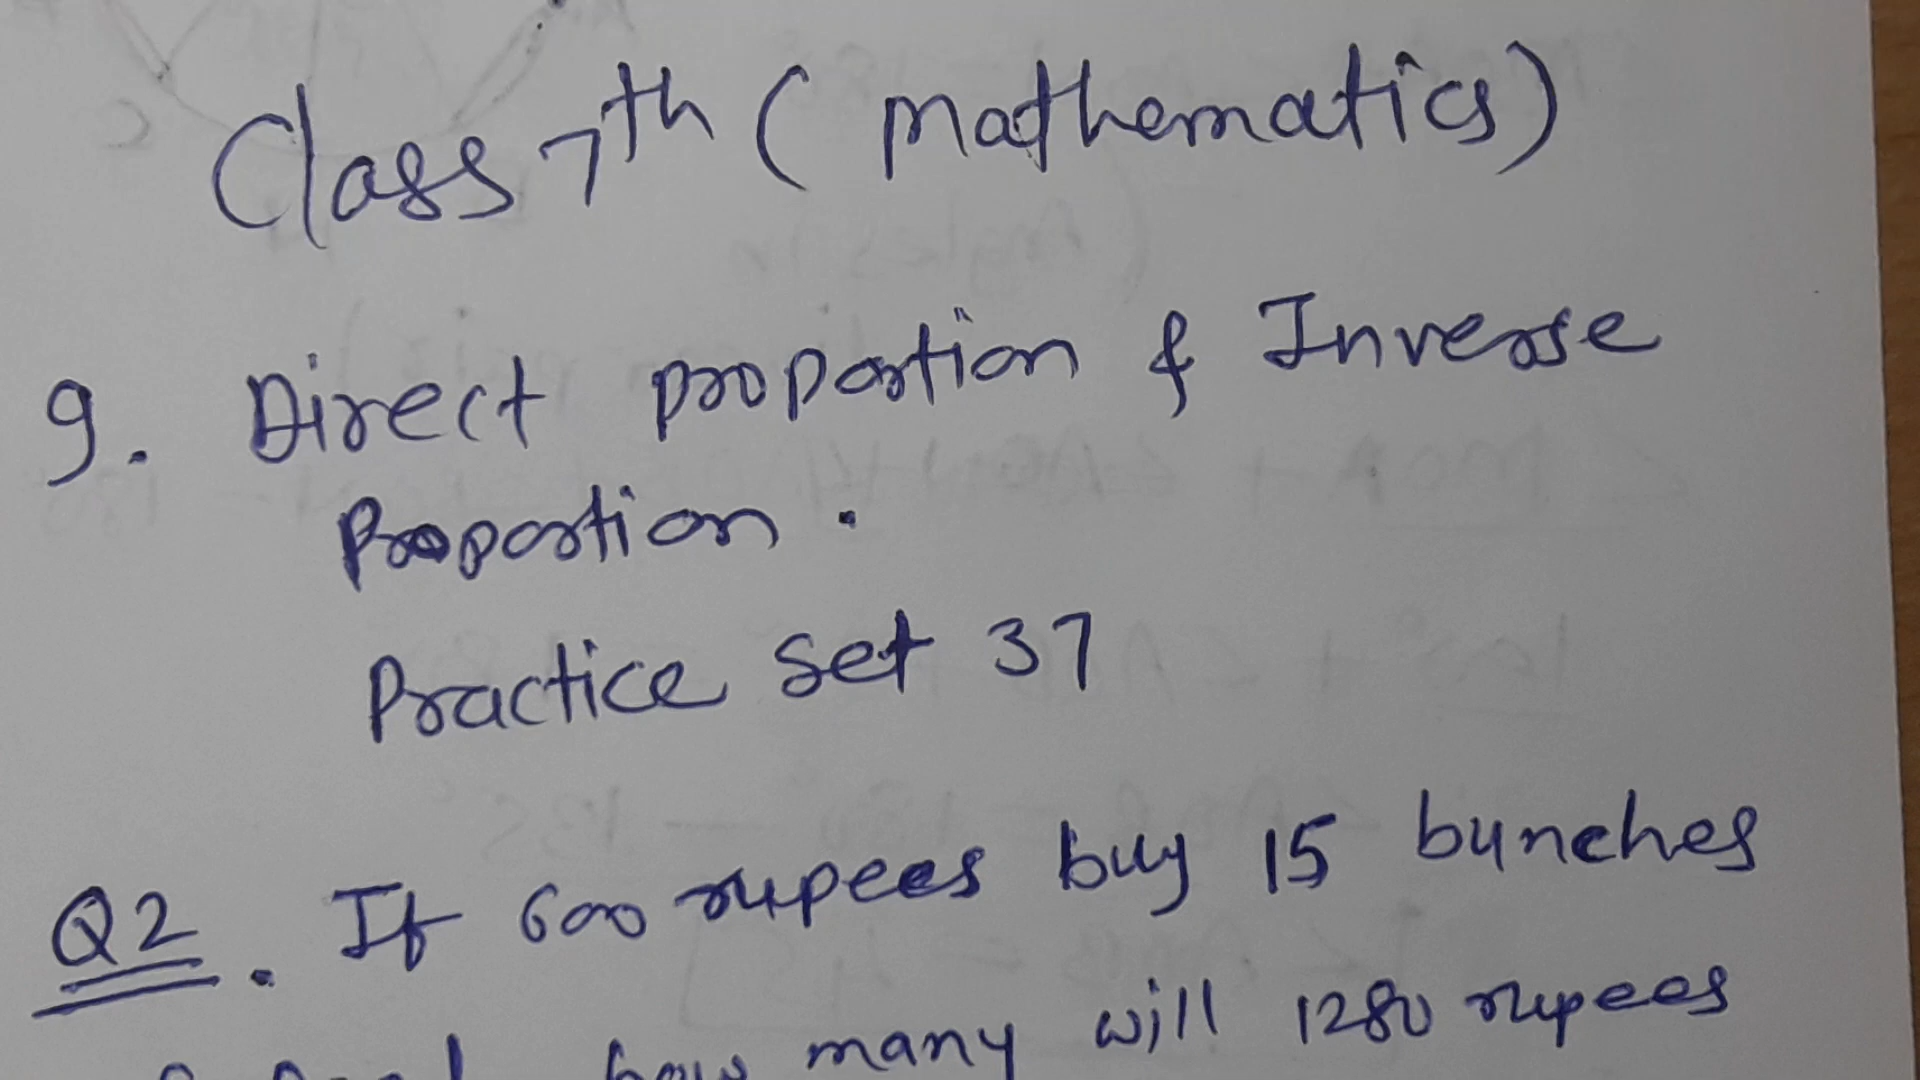 Class 7th (Mathematics)
9. Direct proportion & Inverse
Proportion.
Practice set 37
Q2. If 600 rupees buy 15 bunches
how many will 1280 rupees